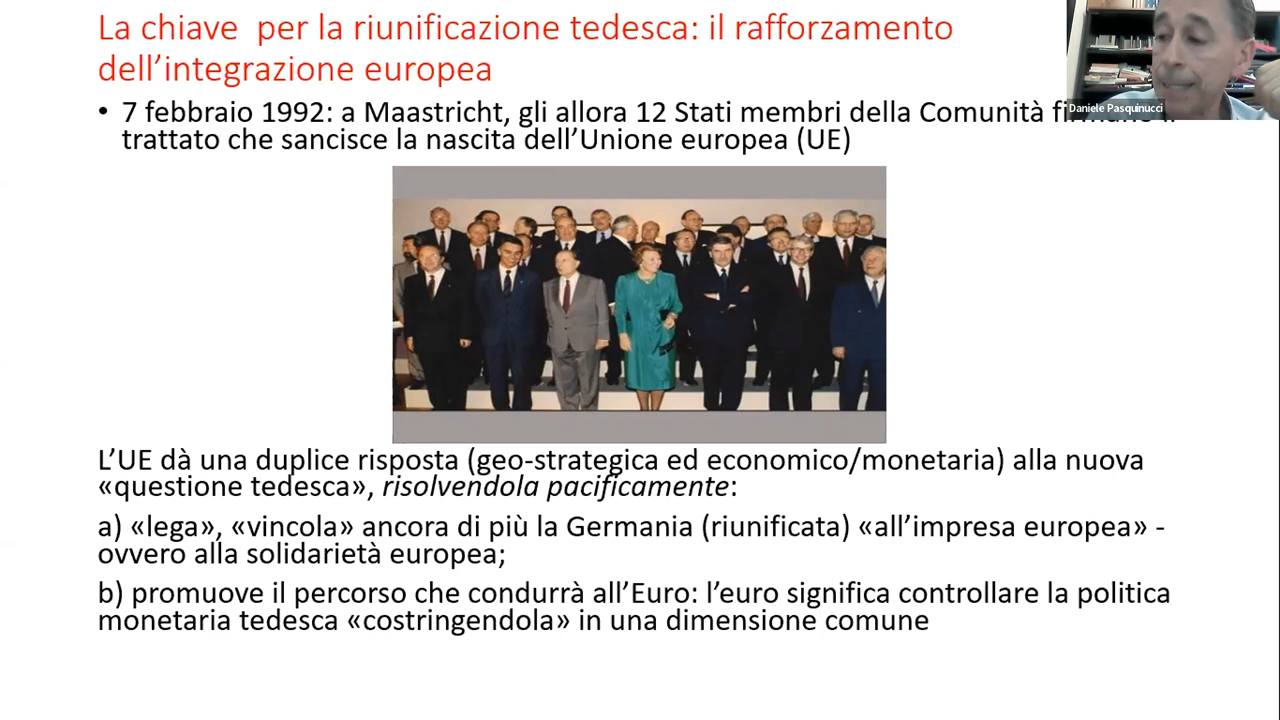 La chiave  per la riunificazione tedesca: il rafforzamento
dell’integrazione europea
Daniele Pasquinucci
• 7 febbraio 1992: a Maastricht, gli allora 12 Stati membri della Comunità
trattato che sancisce la nascita dell’Unione europea (UE)
L’UE dà una duplice risposta (geo-strategica ed economico/monetaria) alla nuova
«questione tedesca», risolvendola pacificamente:
a) «lega», «vincola» ancora di più la Germania (riunificata) «all’impresa europea» -
ovvero alla solidarietà europea;
b) promuove il percorso che condurrà all’Euro: l’euro significa controllare la politica
monetaria tedesca «costringendola» in una dimensione comune